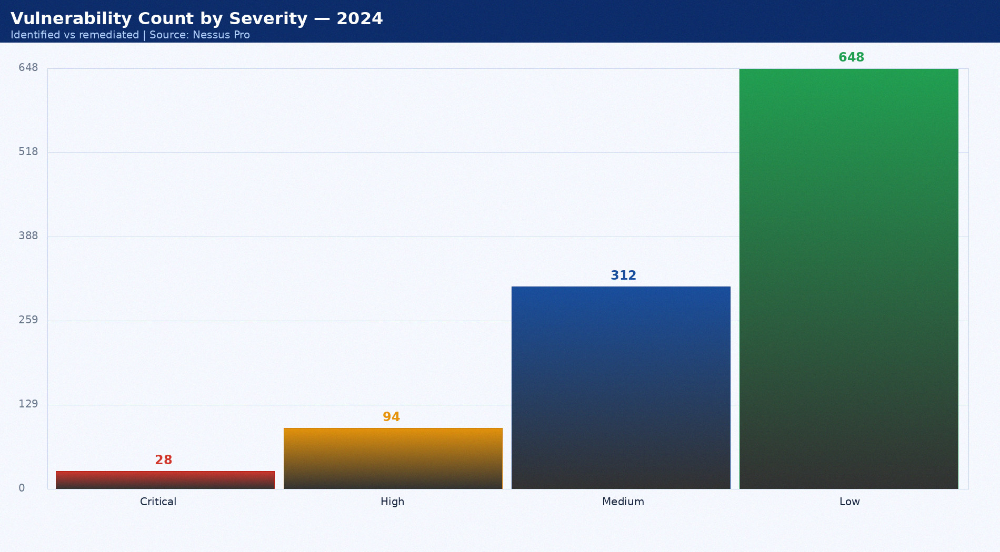 Vulnerability Count by Severity — 2024
Identified vs remediated | Source: Nessus Pro
648
518
388
259
129
0
28
94
312
648
Critical
High
Medium
Low